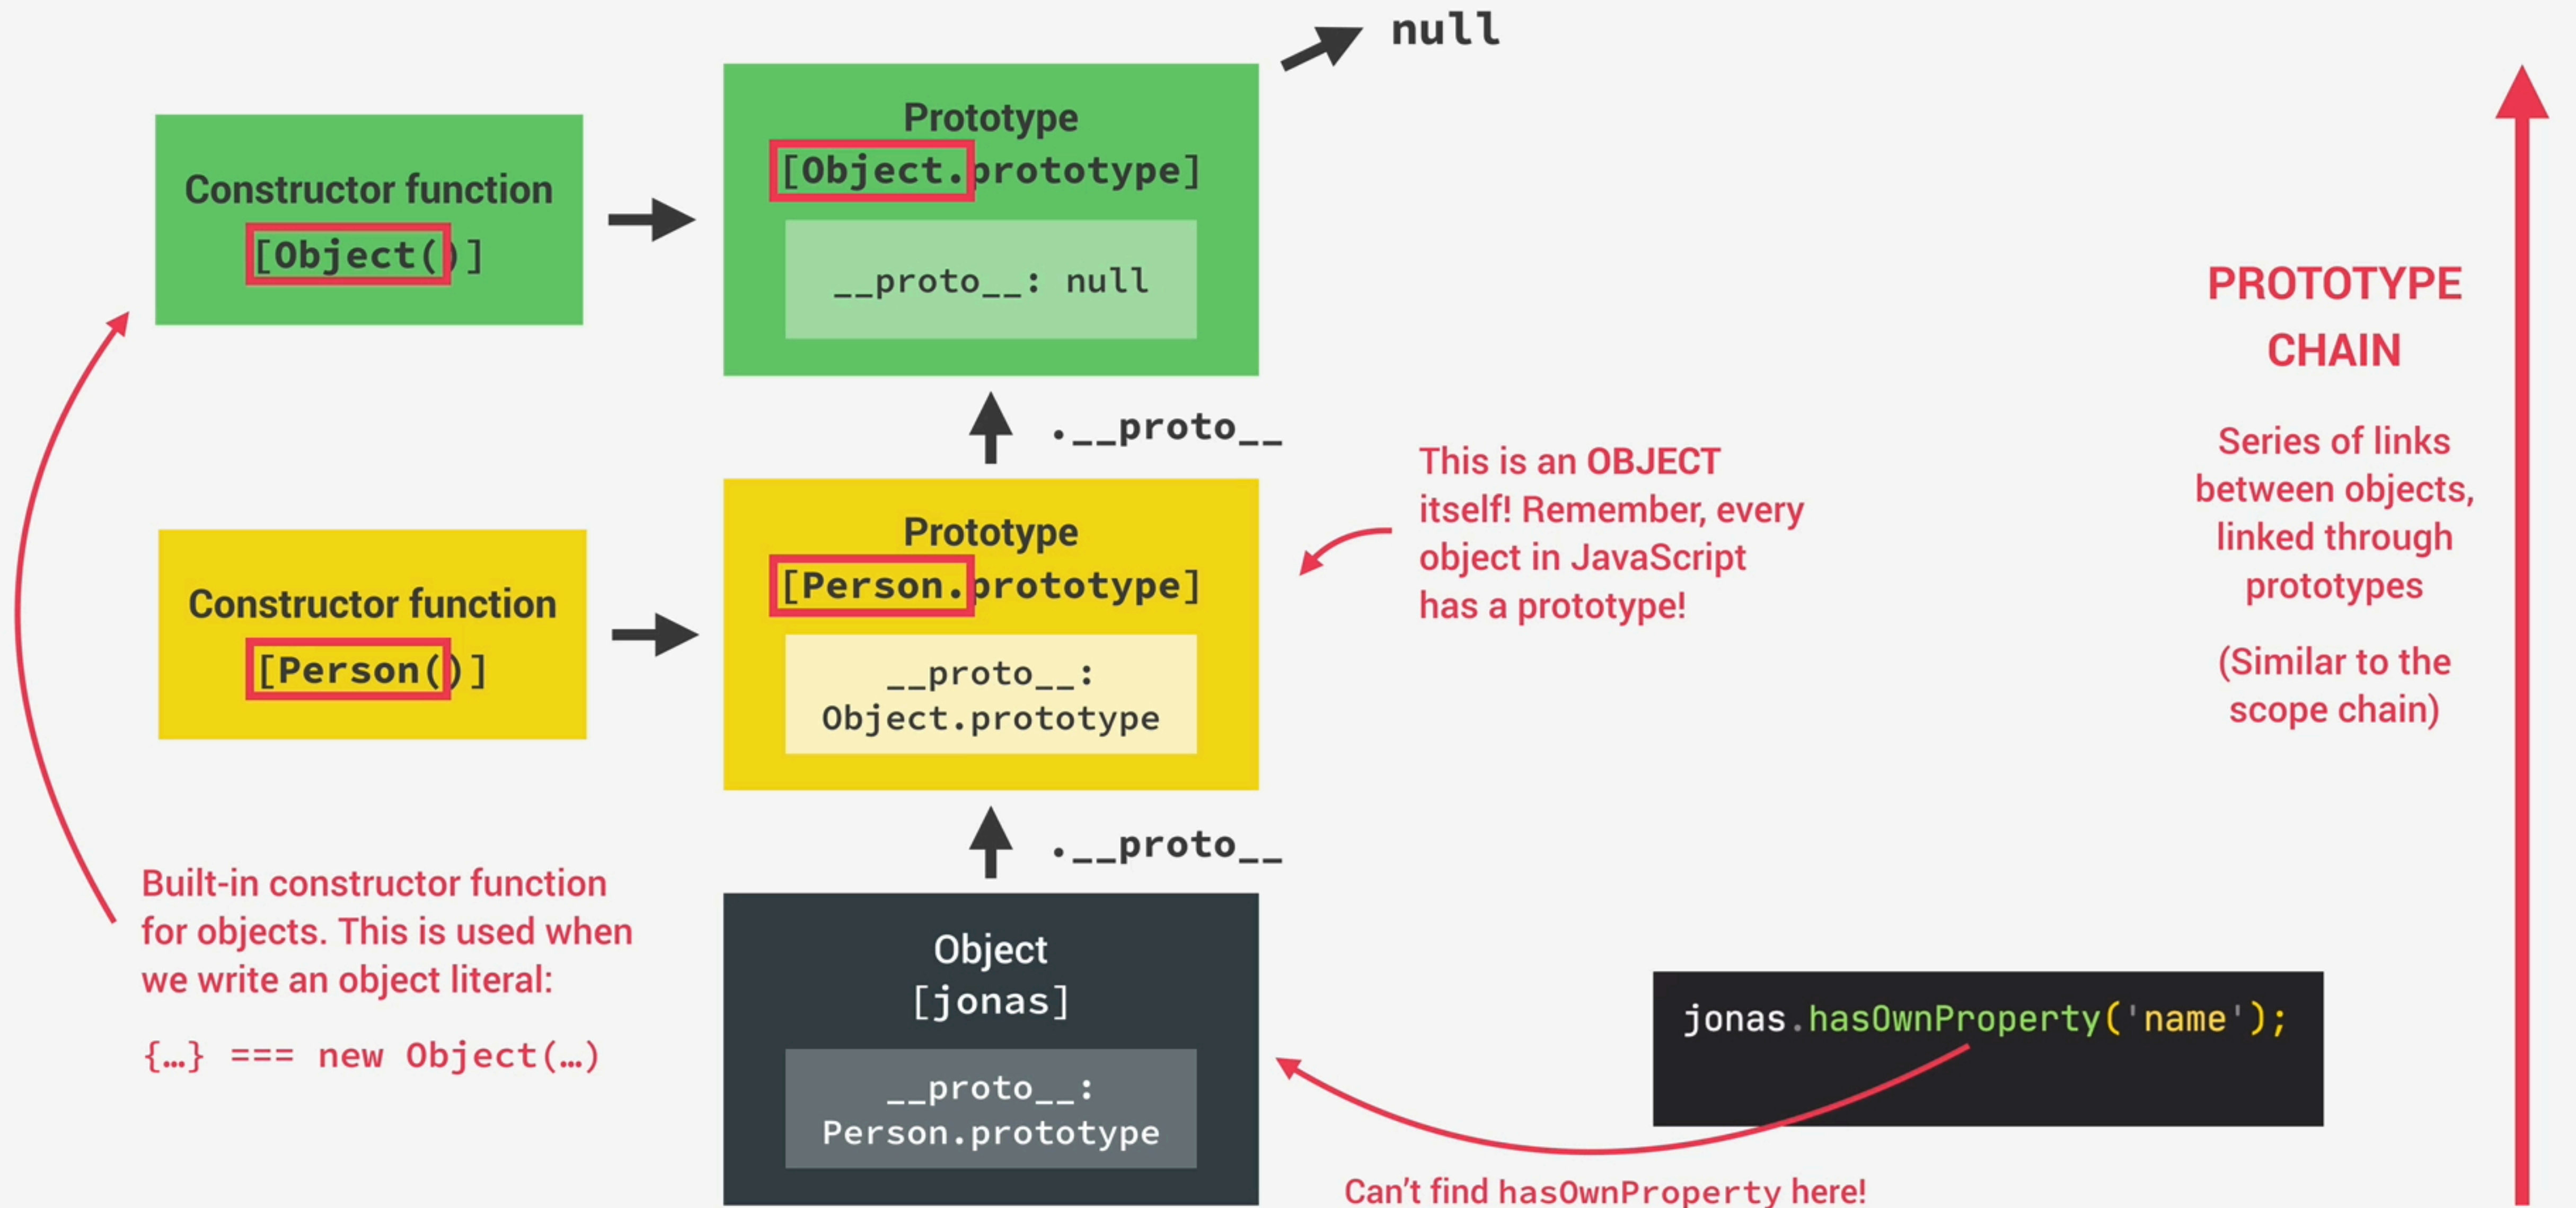 null
Prototype
[Object.prototype]
__proto__: null
Constructor function
[Object()]
.__proto__
Prototype
[Person.prototype]
__proto__:
Object.prototype
Constructor function
[Person()]
This is an OBJECT
itself! Remember, every
object in JavaScript
has a prototype!
PROTOTYPE
CHAIN
Series of links
between objects,
linked through
prototypes
(Similar to the
scope chain)
.__proto__
Built-in constructor function
for objects. This is used when
we write an object literal:
{…} === new Object(…)
Object
[jonas]
__proto__:
Person.prototype
jonas.hasOwnProperty('name');
Can't find hasOwnProperty here!